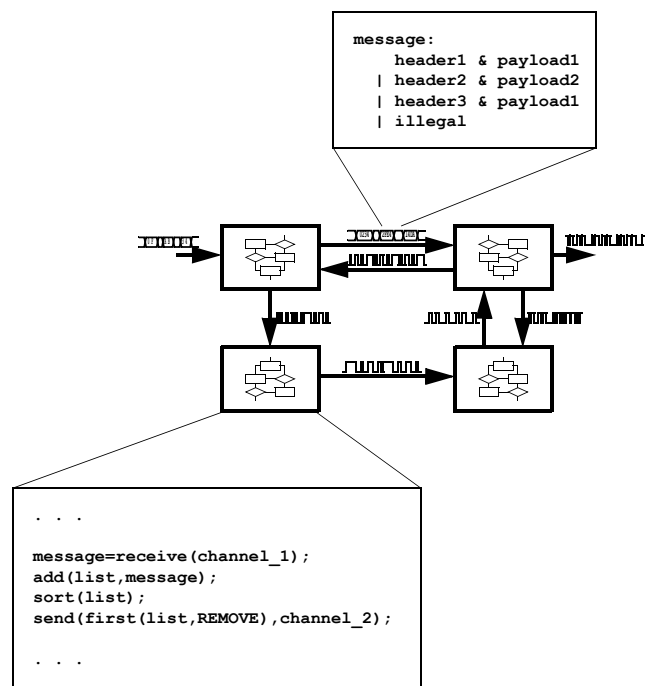 message:
header1 & payload1
| header2 & payload2
| header3 & payload1
| illegal
. . .
message=receive(channel_1);
add(list,message);
sort(list);
send(first(list,REMOVE),channel_2);
. . .